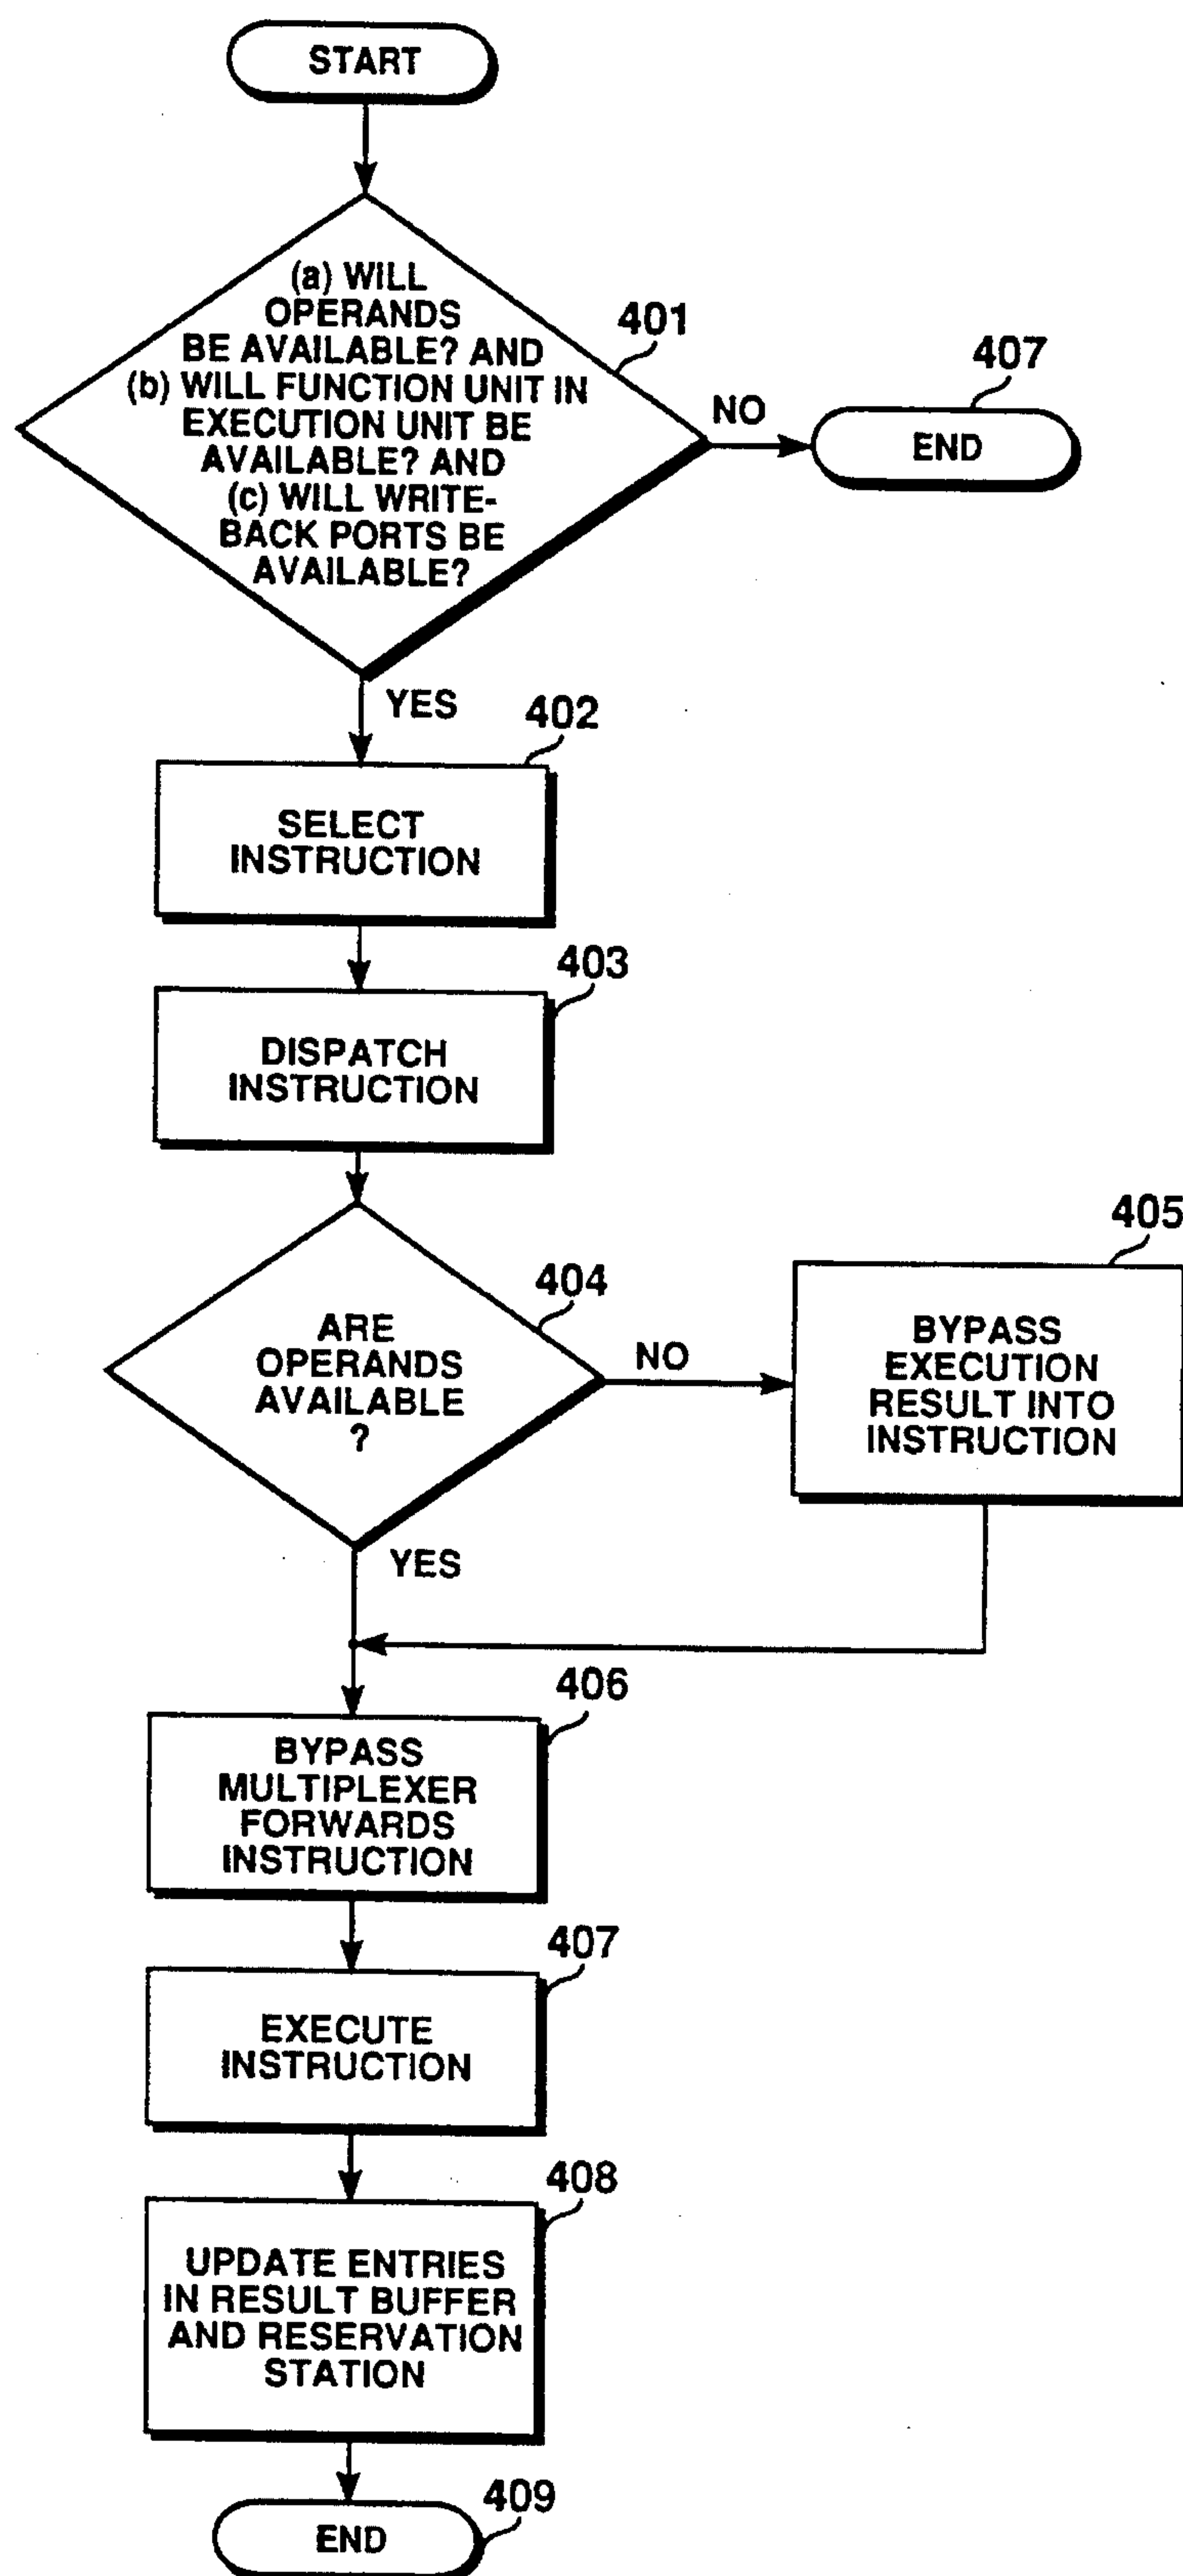 START
(a) WILL
OPERANDS
BE AVAILABLE? AND
(b) WILL FUNCTION UNIT IN
EXECUTION UNIT BE
AVAILABLE? AND
(c) WILL WRITE-
BACK PORTS BE
AVAILABLE?
401
NO
407
END
YES
402
SELECT
INSTRUCTION
403
DISPATCH
INSTRUCTION
404
ARE
OPERANDS
AVAILABLE
?
NO
405
BYPASS
EXECUTION
RESULT INTO
INSTRUCTION
YES
406
BYPASS
MULTIPLEXER
FORWARDS
INSTRUCTION
407
EXECUTE
INSTRUCTION
408
UPDATE ENTRIES
IN RESULT BUFFER
AND RESERVATION
STATION
409
END